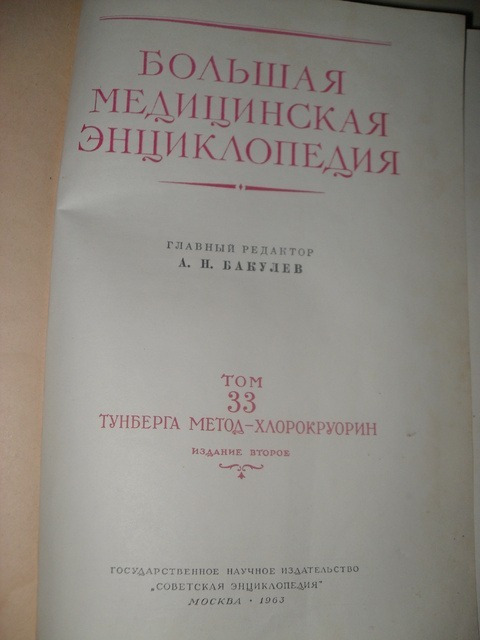 БОЛЬШАЯ
МЕДИЦИНСКАЯ
ЭНЦИКЛОПЕДИЯ
ГЛАВНЫЙ РЕДАКТОР
А. Н. БАКУЛЕВ
ТОМ
33
ТУНБЕРГА МЕТОД–ХЛОРОКРУОРИН
ИЗДАНИЕ ВТОРОЕ
ГОСУДАРСТВЕННОЕ НАУЧНОЕ ИЗДАТЕЛЬСТВО
„СОВЕТСКАЯ ЭНЦИКЛОПЕДИЯ"
МОСКВА · 1963